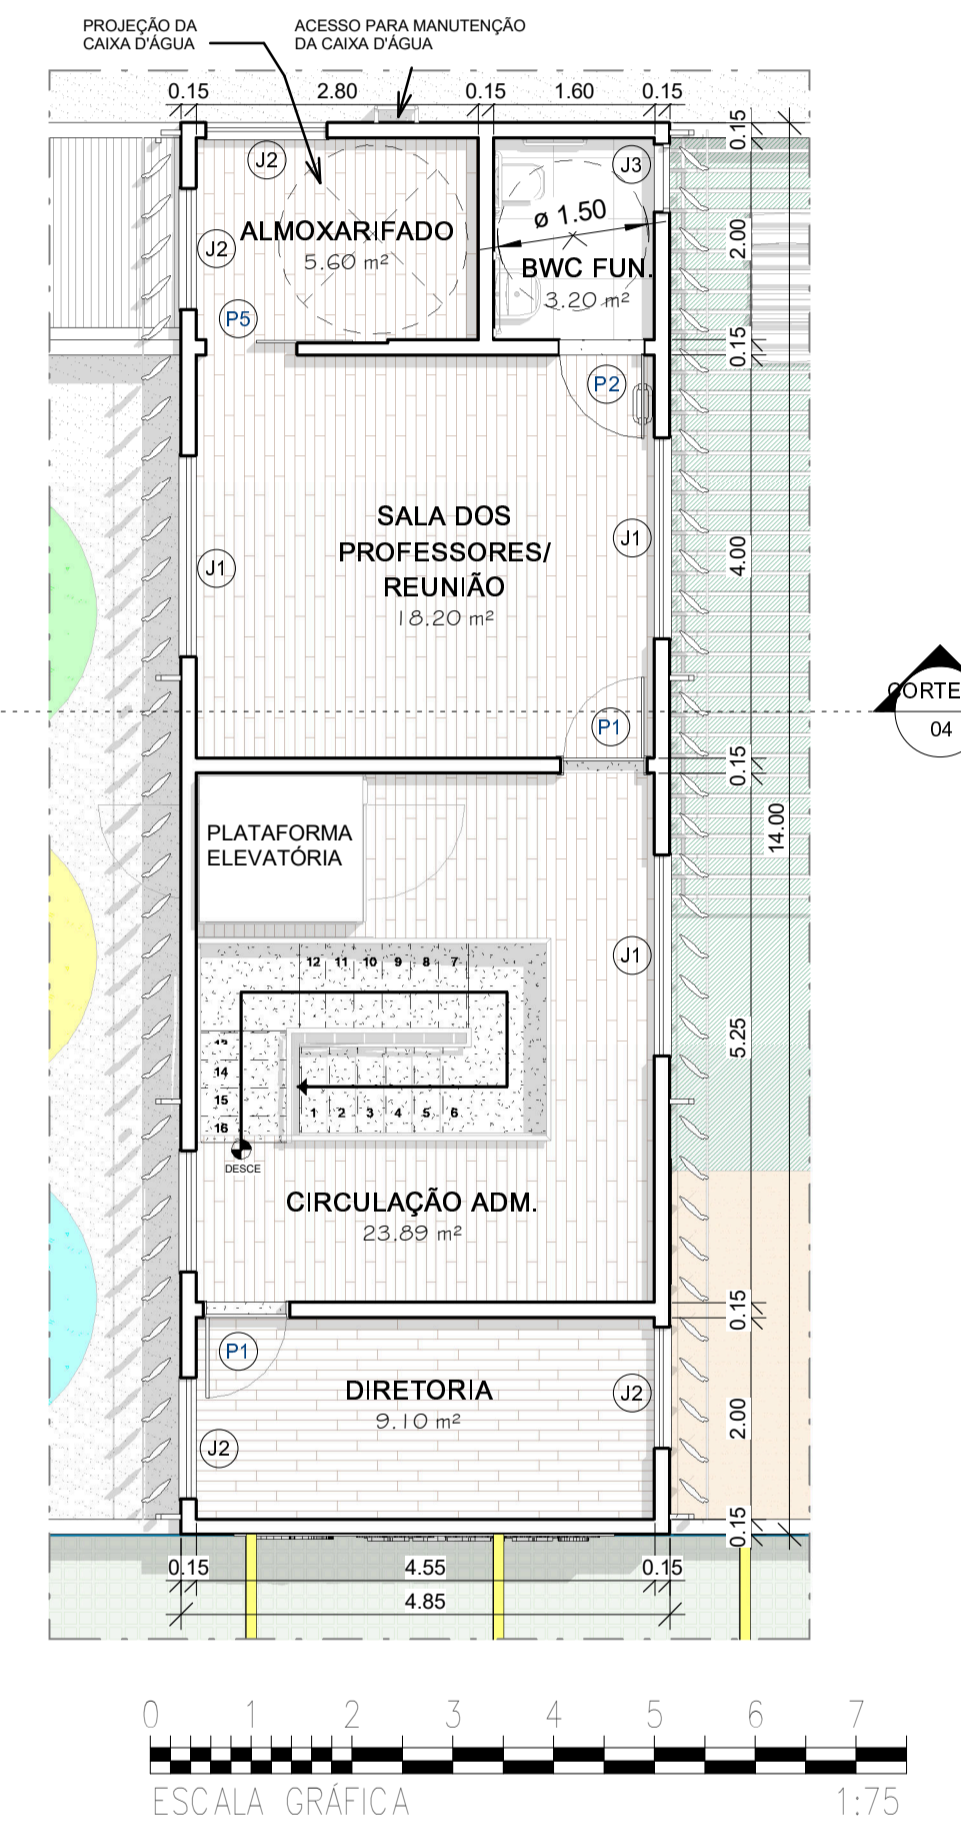 PROJEÇÃO DA
CAIXA D'ÁGUA
ACESSO PARA MANUTENÇÃO
DA CAIXA D'ÁGUA
0.15
2.80
0.15
1.60
0.15
0.15
J2
J3
ø 1.50
ALMOXARIFADO
5.60 m²
J2
2.00
BWC FUN.
3.20 m²
P5
0.15
P2
SALA DOS
PROFESSORES/
REUNIÃO
18.20 m²
J1
J1
4.00
CORTE
04
P1
0.15
14.00
PLATAFORMA
ELEVATÓRIA
J1
12 11 10 9 8 7
5.25
14
15
16
1 2 3 4 5 6
DESCE
CIRCULAÇÃO ADM.
23.89 m²
0.15
P1
DIRETORIA
9.10 m²
J2
J2
2.00
0.15
0.15
4.55
0.15
4.85
0 1 2 3 4 5 6 7
ESCALA GRÁFICA
1:75